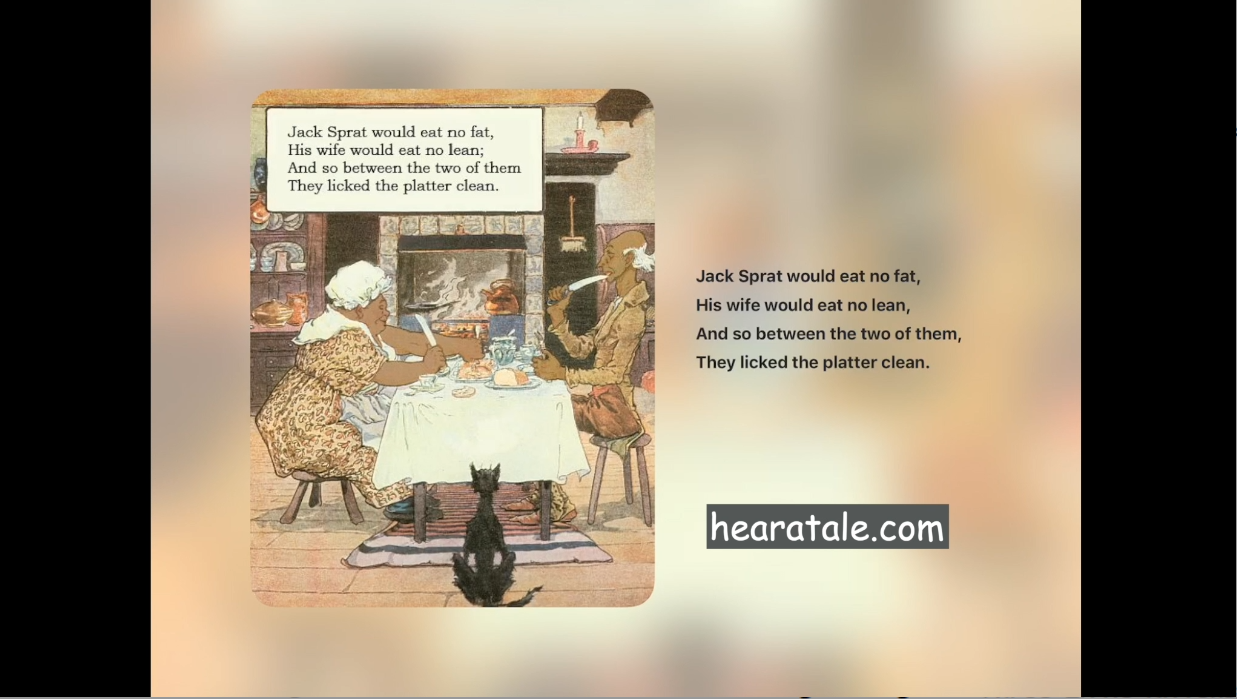 Jack Sprat would eat no fat,
His wife would eat no lean;
And so between the two of them
They licked the platter clean.
Jack Sprat would eat no fat,
His wife would eat no lean,
And so between the two of them,
They licked the platter clean.
hearatale.com